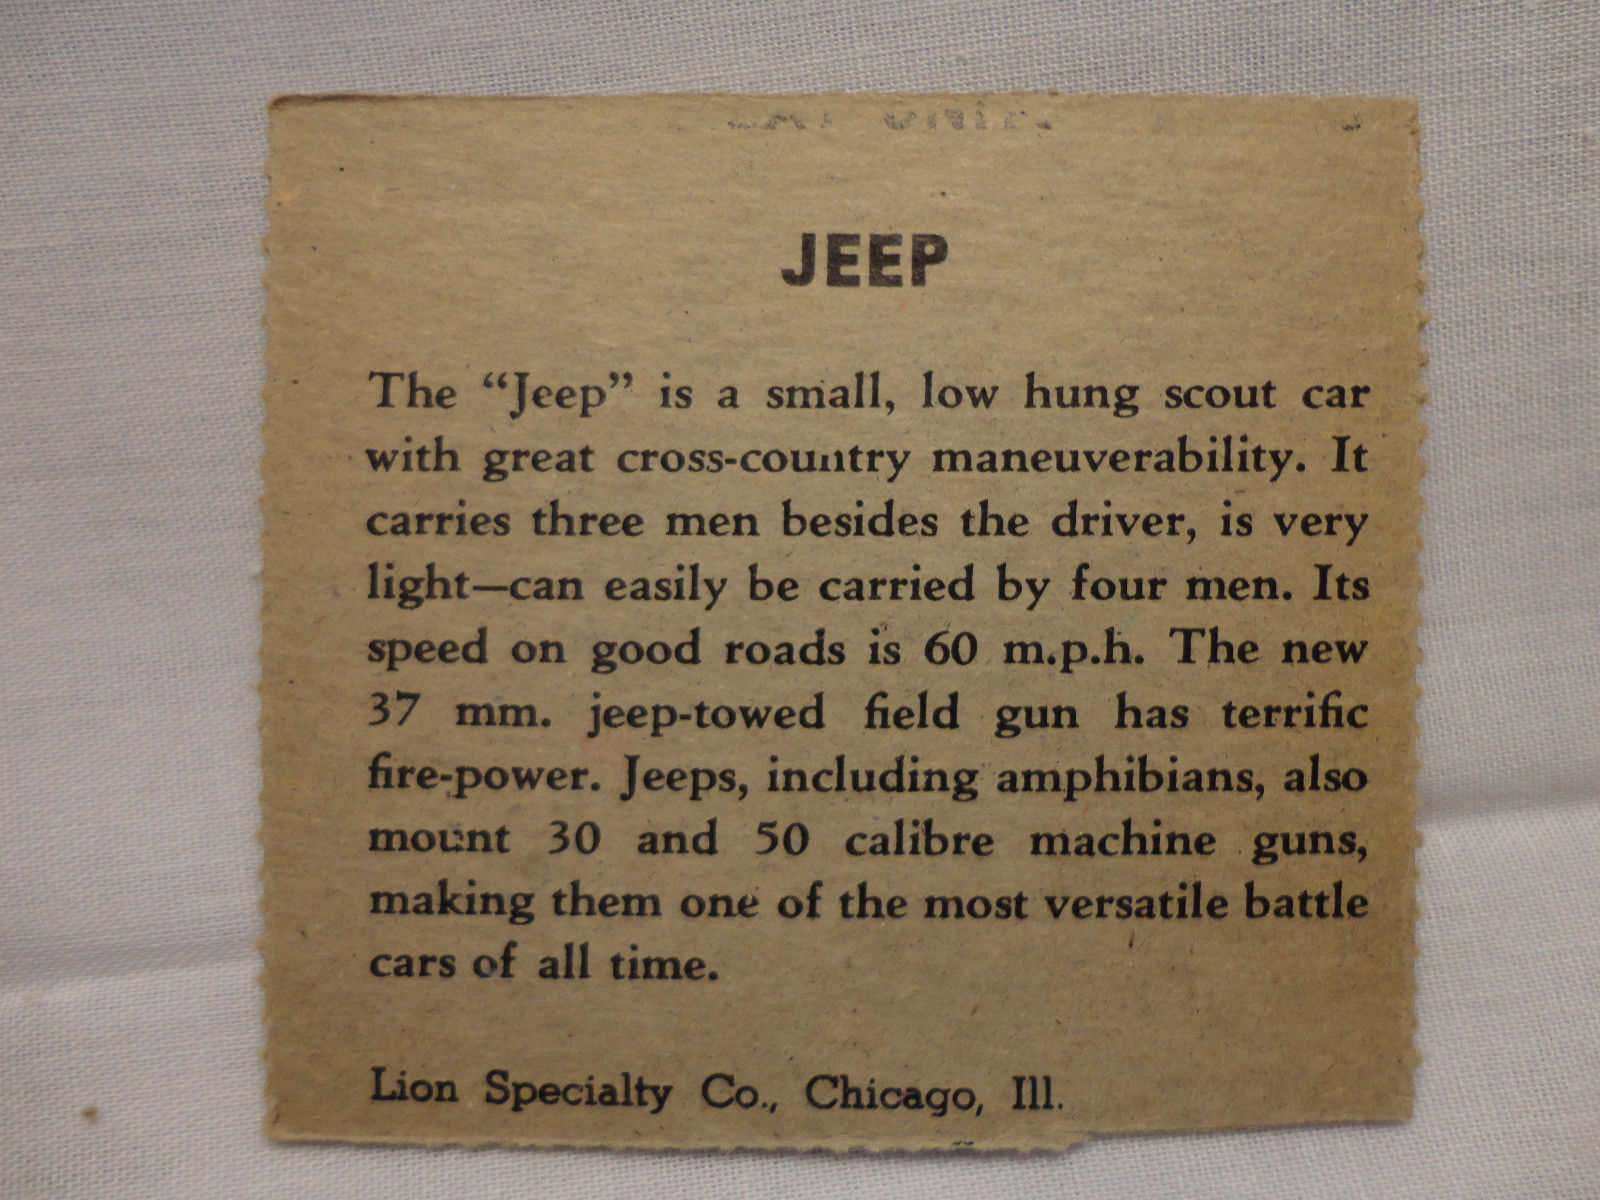 JEEP
The “Jeep” is a small, low hung scout car
with great cross-country maneuverability. It
carries three men besides the driver, is very
light—can easily be carried by four men. Its
speed on good roads is 60 m.p.h. The new
37 mm. jeep-towed field gun has terrific
fire-power. Jeeps, including amphibians, also
mount 30 and 50 calibre machine guns,
making them one of the most versatile battle
cars of all time.
Lion Specialty Co., Chicago, Ill.